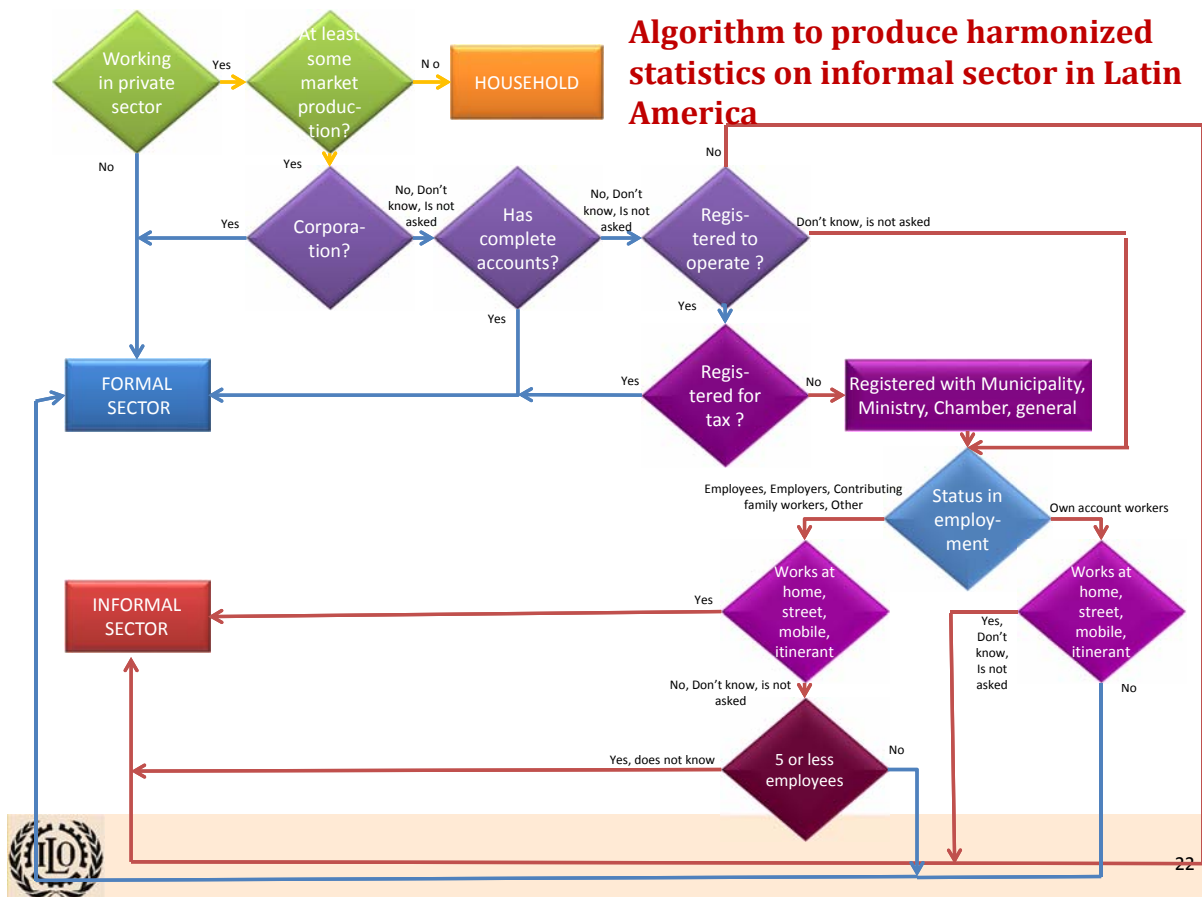 Algorithm to produce harmonized
statistics on informal sector in Latin
America
Working
in private
sector
Yes
At least
some
market
produc-
tion?
N o
HOUSEHOLD
No
Yes
No
Yes
Corpora-
tion?
No, Don't
know, Is not
asked
Has
complete
accounts?
No, Don't
know, Is not
asked
Regis-
tered to
operate ?
Don't know, is not asked
Yes
Yes
FORMAL
SECTOR
Yes
Regis-
tered for
tax ?
No
Registered with Municipality,
Ministry, Chamber, general
Employees, Employers, Contributing
family workers, Other
Status in
employ-
ment
Own account workers
INFORMAL
SECTOR
Yes
Works at
home,
street,
mobile,
itinerant
Yes,
Don't
know,
Is not
asked
Works at
home,
street,
mobile,
itinerant
No
No, Don't know, is not
asked
Yes, does not know
5 or less
employees
No
ILO
22